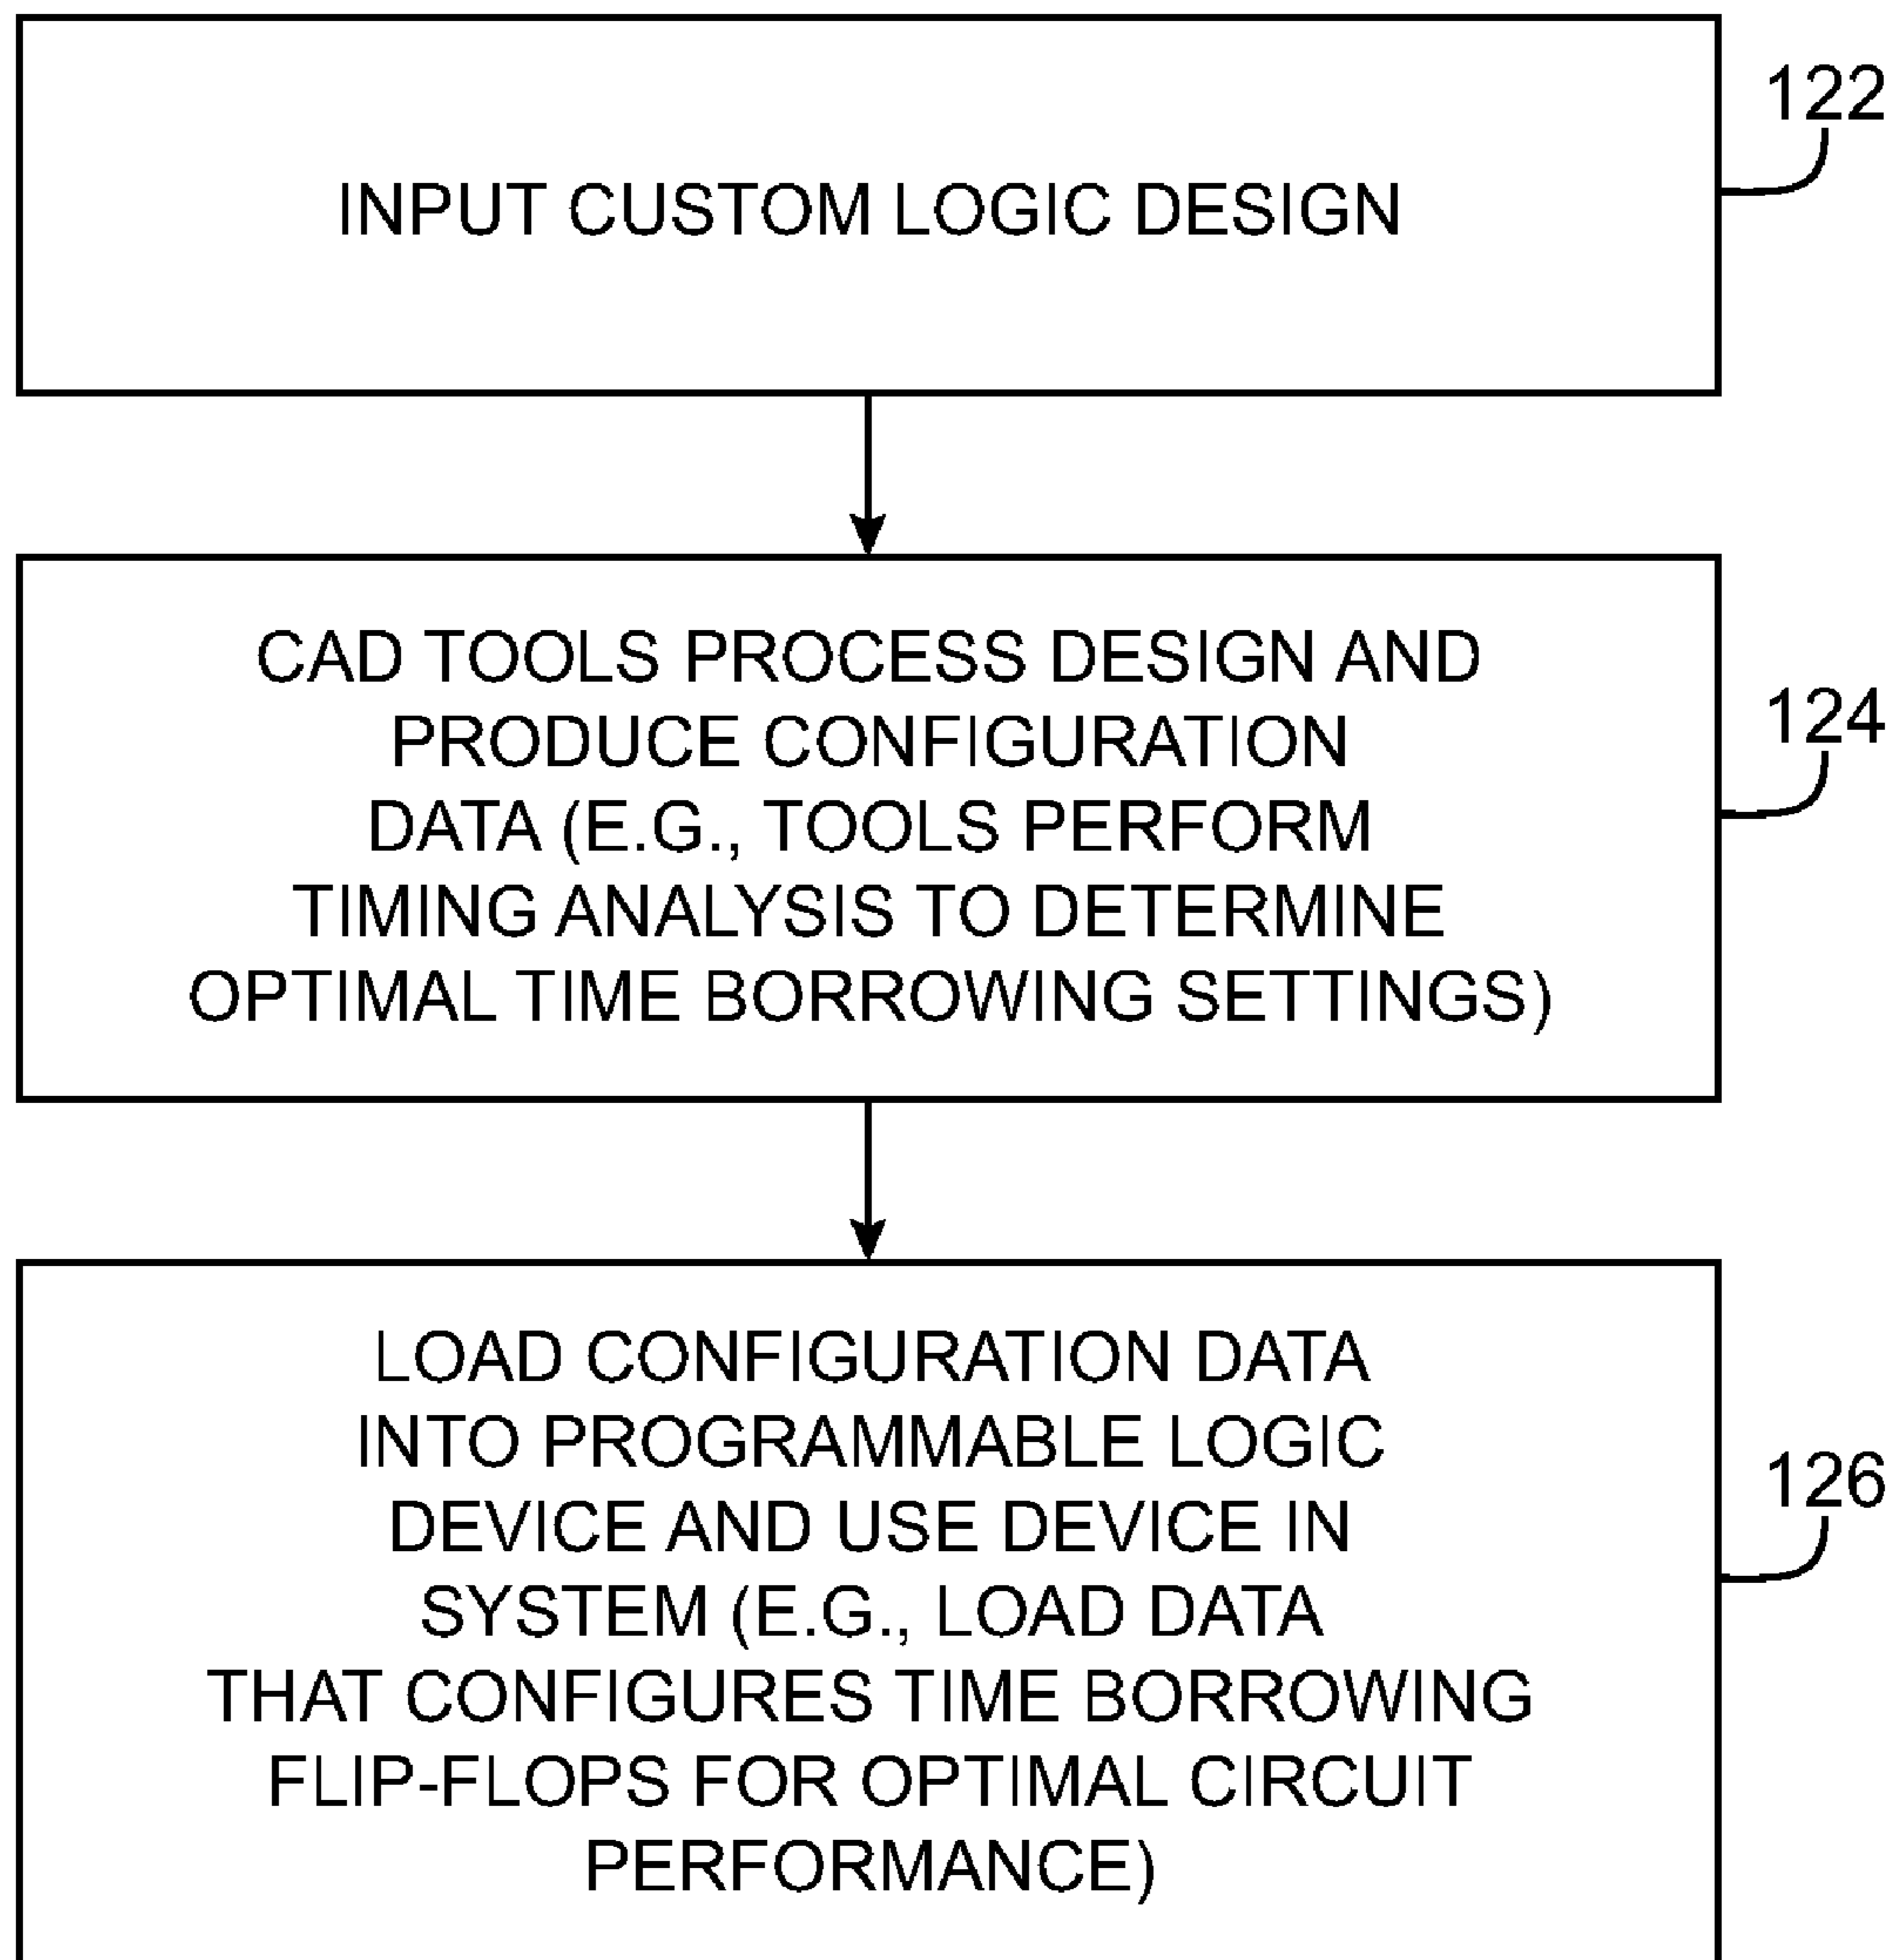 INPUT CUSTOM LOGIC DESIGN
122
CAD TOOLS PROCESS DESIGN AND
PRODUCE CONFIGURATION
DATA (E.G., TOOLS PERFORM
TIMING ANALYSIS TO DETERMINE
OPTIMAL TIME BORROWING SETTINGS)
124
LOAD CONFIGURATION DATA
INTO PROGRAMMABLE LOGIC
DEVICE AND USE DEVICE IN
SYSTEM (E.G., LOAD DATA
THAT CONFIGURES TIME BORROWING
FLIP-FLOPS FOR OPTIMAL CIRCUIT
PERFORMANCE)
126